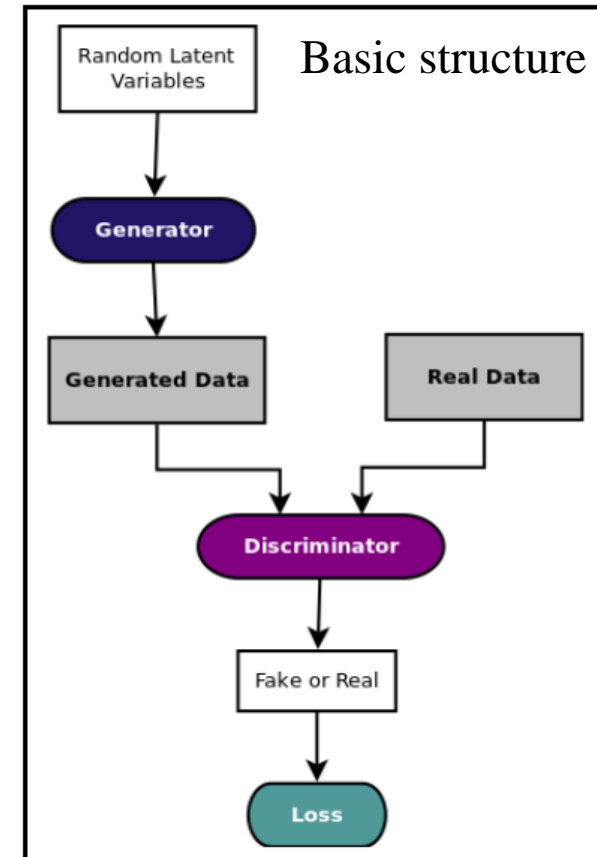 Basic structure
Random Latent
Variables
Generator
Generated Data
Real Data
Discriminator
Fake or Real
Loss